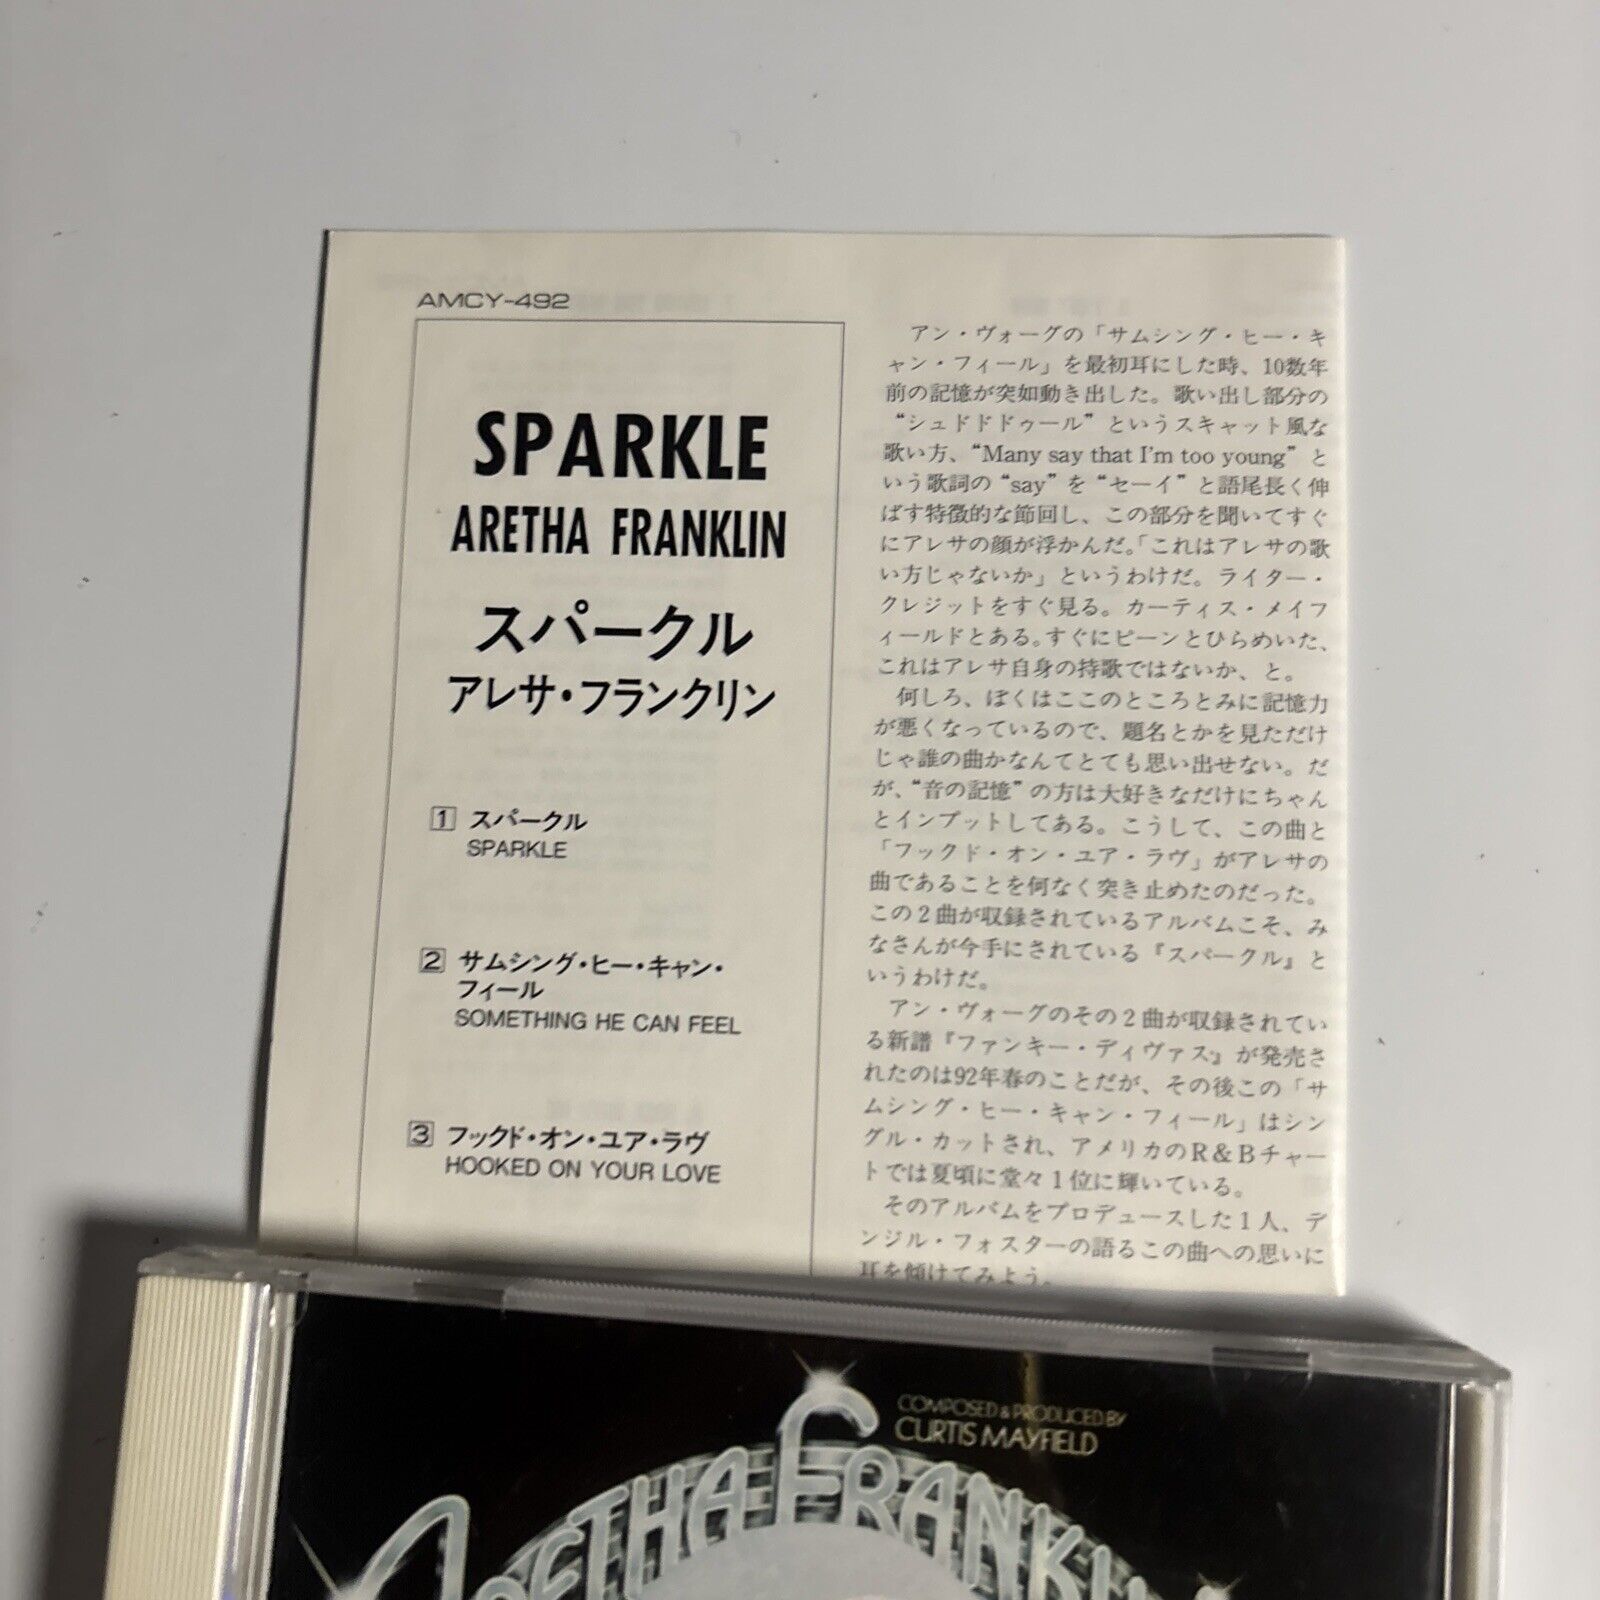 AMCY-492
SPARKLE
ARETHA FRANKLIN
スパークル
アレサ・フランクリン
1 スパークル
SPARKLE
2 サムシング・ヒー・キャン・
フィール
SOMETHING HE CAN FEEL
3 フックド・オン・ユア・ラヴ
HOOKED ON YOUR LOVE
アン・ヴォーグの「サムシング・ヒー・キ
ャン・フィール」を最初耳にした時、10数年
前の記憶が突如動き出した。歌い出し部分の
“シュドドドゥール”というスキャット風な
歌い方、“Many say that I'm too young”と
いう歌詞の“say”を“セーイ”と語尾長く伸
ばす特徴的な節回し、この部分を聞いてすぐ
にアレサの顔が浮かんだ。「これはアレサの歌
い方じゃないか」というわけだ。ライター・
クレジットをすぐ見る。カーティス・メイフ
ィールドとある。すぐにピーンとひらめいた、
これはアレサ自身の持歌ではないか、と。
何しろ、ぼくはここのところとみに記憶力
が悪くなっているので、題名とかを見ただけ
じゃ誰の曲かなんてとても思い出せない。だ
が、“音の記憶”の方は大好きなだけにちゃん
とインプットしてある。こうして、この曲と
「フックド・オン・ユア・ラヴ」がアレサの
曲であることを何なく突き止めたのだった。
この2曲が収録されているアルバムこそ、み
なさんが今手にされている『スパークル』と
いうわけだ。
アン・ヴォーグのその2曲が収録されてい
る新譜『ファンキー・ディヴァス』が発売さ
れたのは92年春のことだが、その後この「サ
ムシング・ヒー・キャン・フィール」はシン
グル・カットされ、アメリカのR＆Bチャー
トでは夏頃に堂々1位に輝いている。
そのアルバムをプロデュースした1人、デ
ンジル・フォスターの語るこの曲への思いに
耳を傾けてみよう。
COMPOSED & PRODUCED BY
CURTIS MAYFIELD
ARETHA FRANKLIN